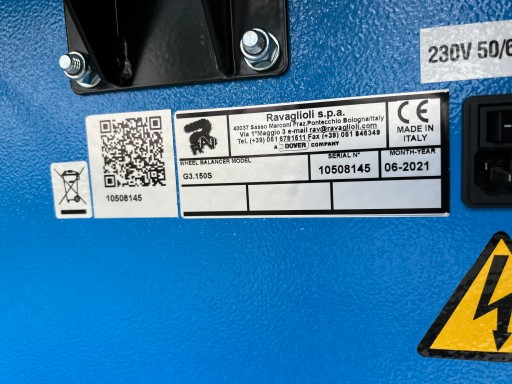 230V 50/6
Ravaglioli s.p.a.
40037 Sasso Marconi Fraz.Pontecchio Bologna/Italy
Via 1°Maggio 3 e-mail rav@ravaglioli.com
Tel. (+39) 051 6781511 Fax (+39) 051 846349
A DOVER COMPANY
RAV
CE
MADE IN
ITALY
WHEEL BALANCER MODEL
G3.150S
SERIAL N°
10508145
MONTH-YEAR
06-2021
10508145